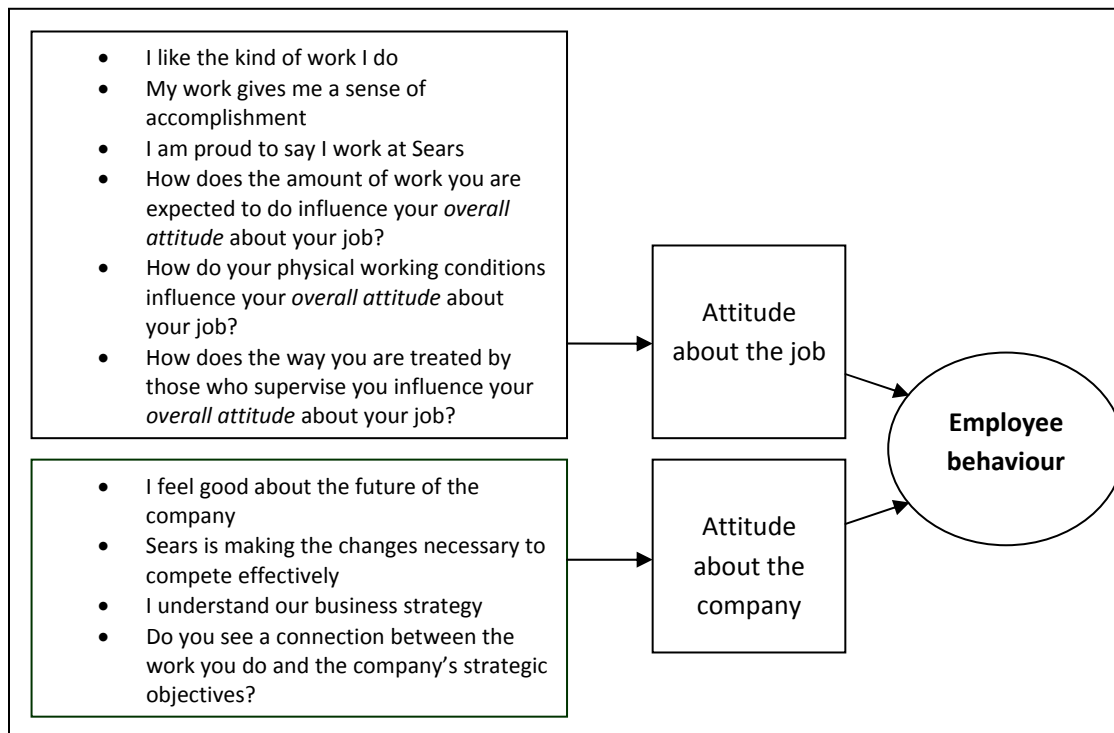 • I like the kind of work I do
• My work gives me a sense of
accomplishment
• I am proud to say I work at Sears
• How does the amount of work you are
expected to do influence your overall
attitude about your job?
• How do your physical working conditions
influence your overall attitude about
your job?
• How does the way you are treated by
those who supervise you influence your
overall attitude about your job?
Attitude
about the job
Employee
behaviour
• I feel good about the future of the
company
• Sears is making the changes necessary to
compete effectively
• I understand our business strategy
• Do you see a connection between the
work you do and the company’s strategic
objectives?
Attitude
about the
company